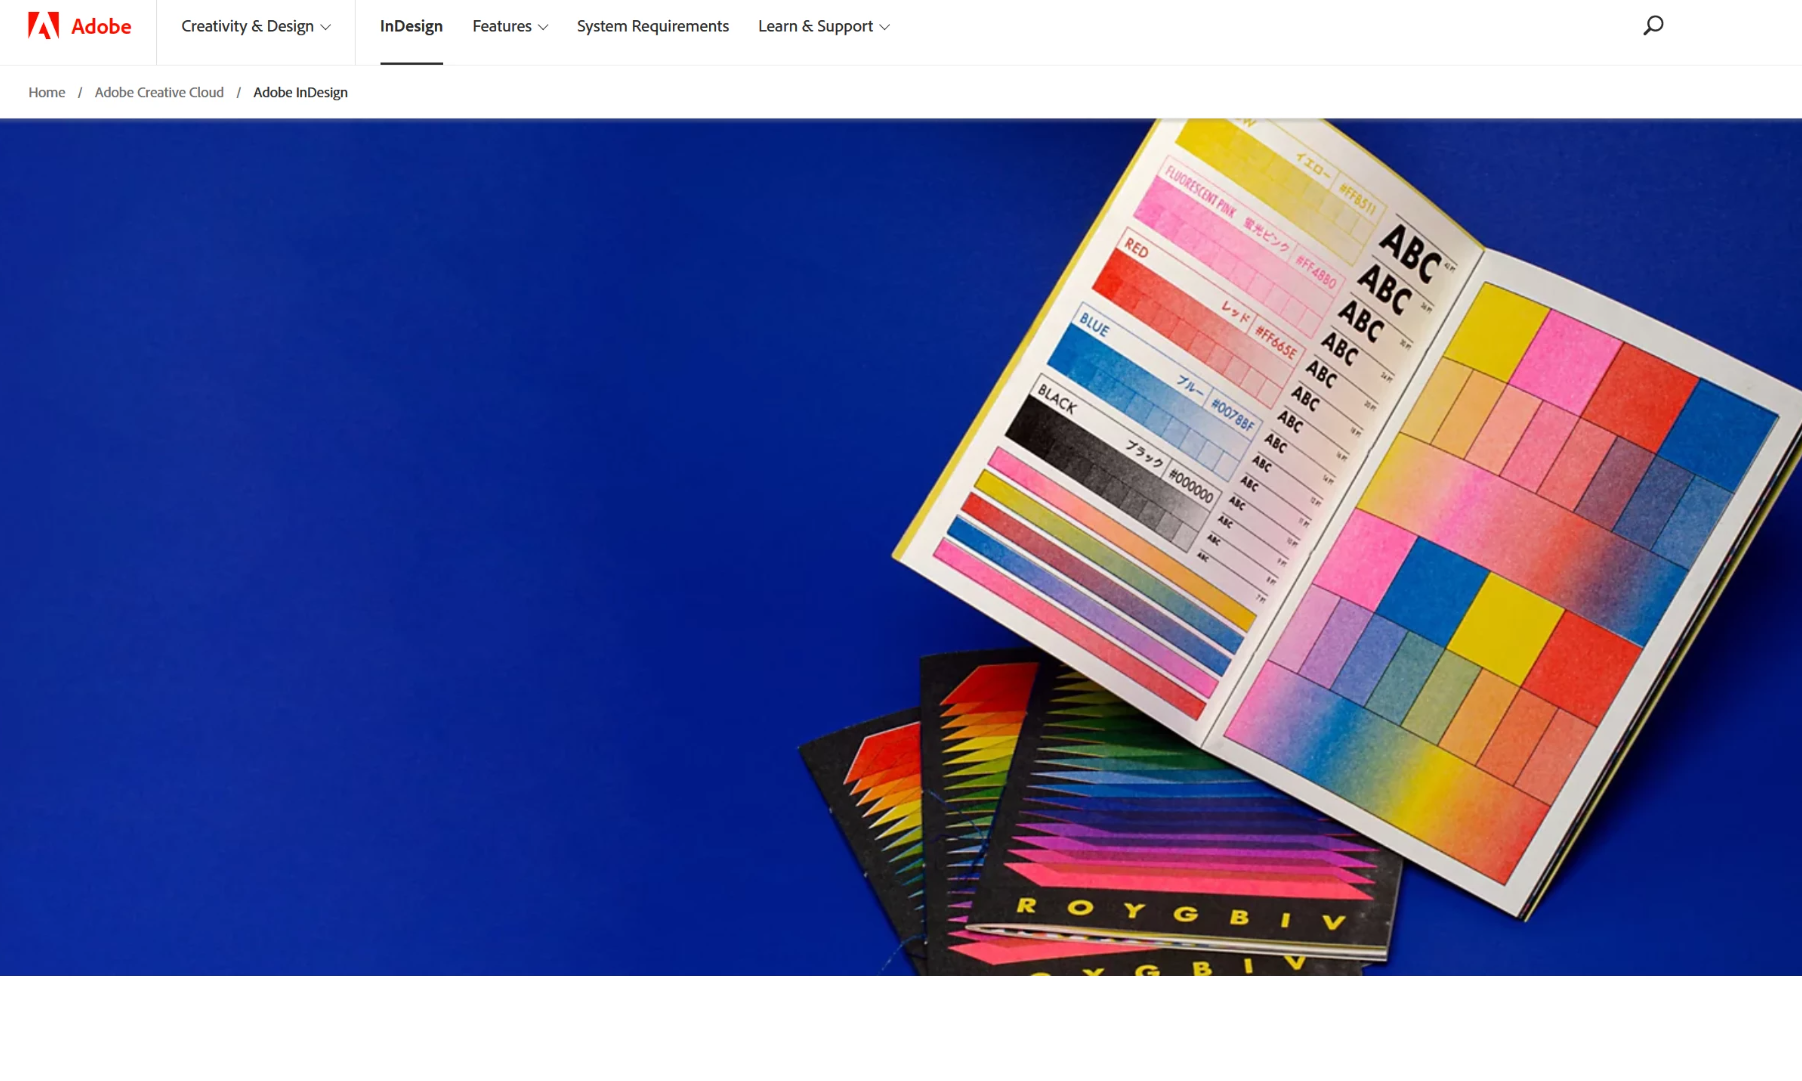 Adobe
Creativity & Design
InDesign
Features
System Requirements
Learn & Support
Home / Adobe Creative Cloud / Adobe InDesign
イエロー #FFB511
FLUORESCENT PINK 蛍光ピンク #FF48B0
RED
レッド #FF665E
BLUE
ブルー #0078BF
BLACK
ブラック #000000
ABC
ABC
ABC
ABC
ABC
ABC
ABC
ABC
ABC
ABC
ABC
ABC
ABC
ABC
ROYGBIV
YGBIV